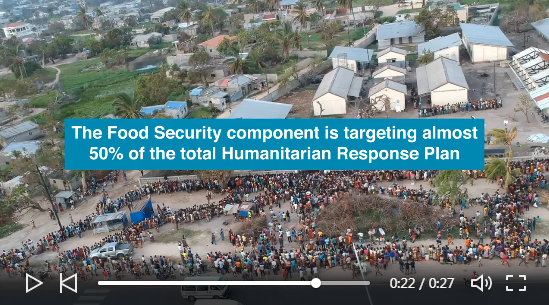 The Food Security component is targeting almost
50% of the total Humanitarian Response Plan
0:22 / 0:27